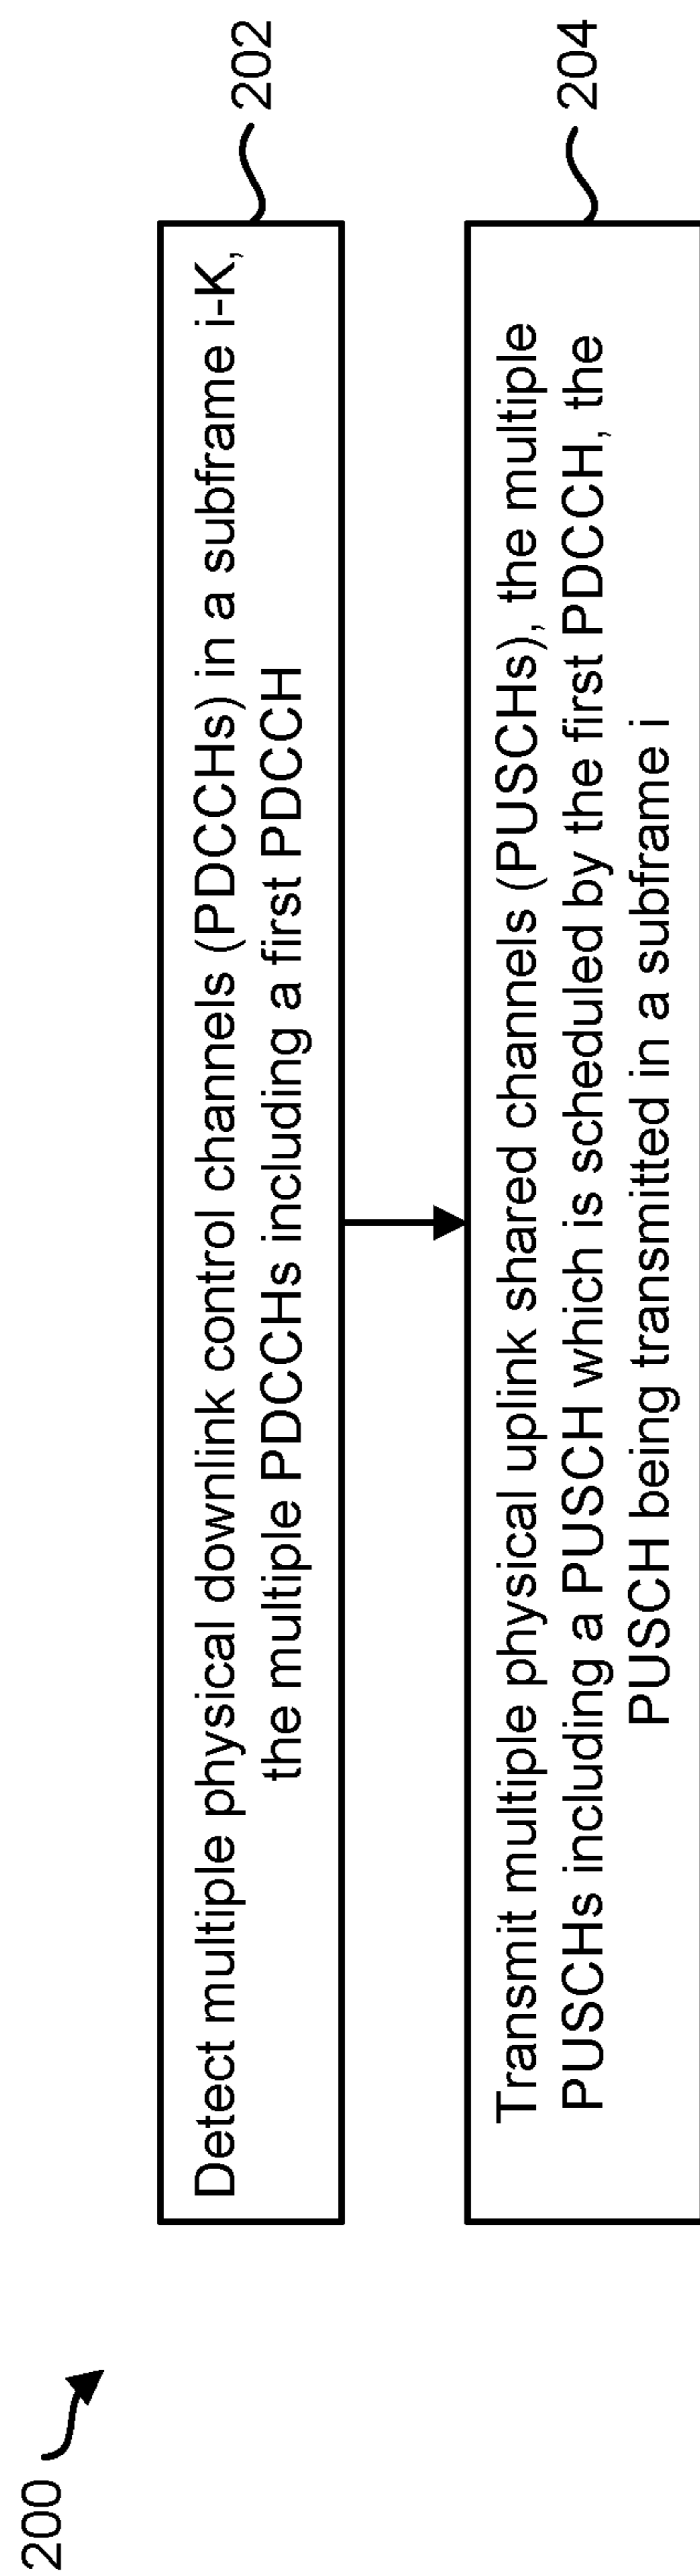 200
Detect multiple physical downlink control channels (PDCCHs) in a subframe i-K,
the multiple PDCCHs including a first PDCCH
202
Transmit multiple physical uplink shared channels (PUSCHs), the multiple
PUSCHs including a PUSCH which is scheduled by the first PDCCH, the
PUSCH being transmitted in a subframe i
204